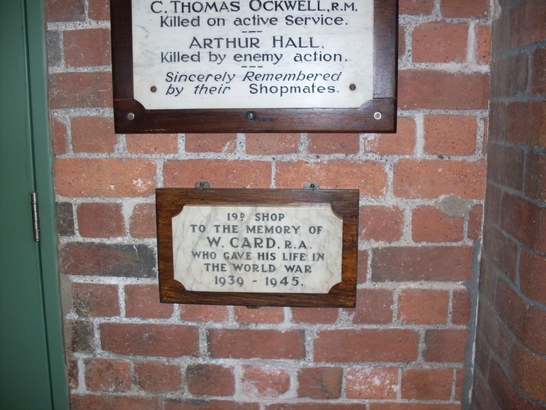 C. THOMAS OCKWELL, R.M.
Killed on active Service.
ARTHUR HALL.
Killed by enemy action.
Sincerely Remembered
by their Shopmates.
19D SHOP
TO THE MEMORY OF
W. CARD. R.A.
WHO GAVE HIS LIFE IN
THE WORLD WAR
1939 - 1945.